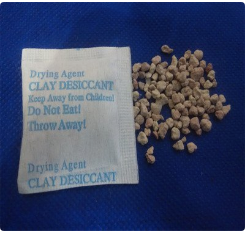 Drying Agent
CLAY DESICCANT
Keep Away from Children!
Do Not Eat!
Throw Away!
Drying Agent
CLAY DESICCANT